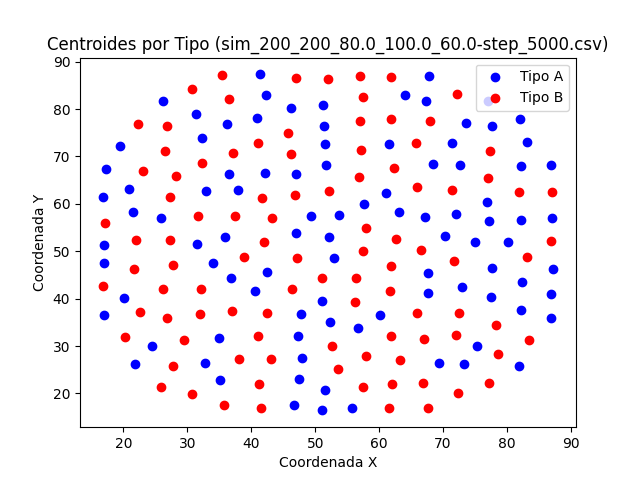 Centroides por Tipo (sim_200_200_80.0_100.0_60.0-step_5000.csv)
Tipo A
Tipo B
90
80
70
60
50
40
30
20
Coordenada Y
20 30 40 50 60 70 80 90
Coordenada X